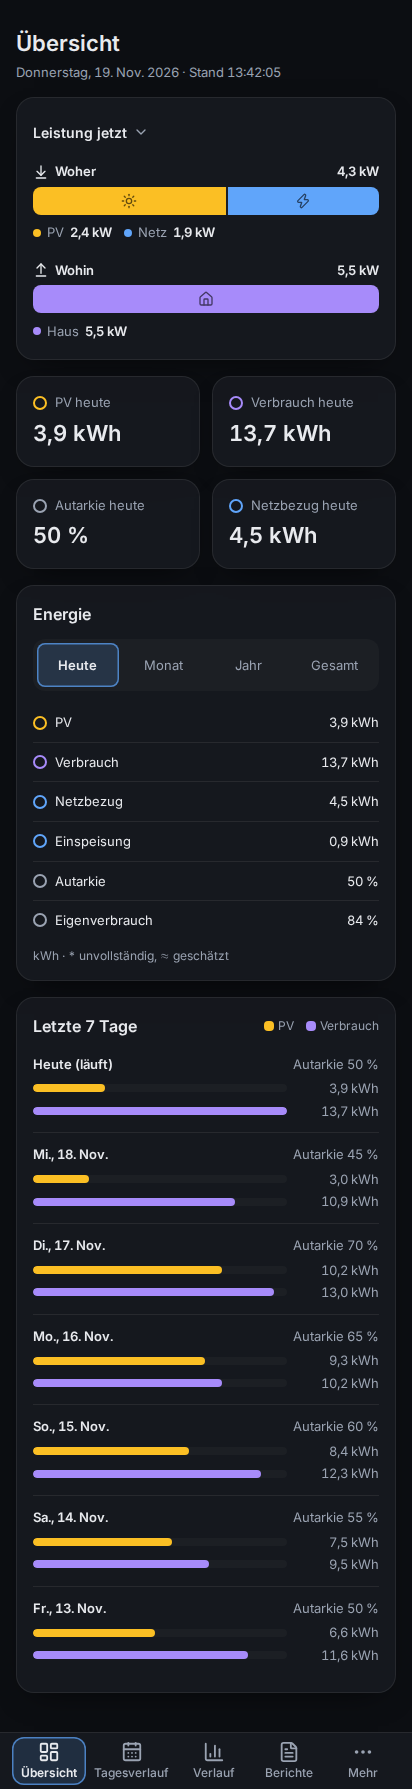 Übersicht
Donnerstag, 19. Nov. 2026 · Stand 13:42:05
Leistung jetzt
Woher 4,3 kW
PV 2,4 kW Netz 1,9 kW
Wohin 5,5 kW
Haus 5,5 kW
PV heute
3,9 kWh
Verbrauch heute
13,7 kWh
Autarkie heute
50 %
Netzbezug heute
4,5 kWh
Energie
Heute Monat Jahr Gesamt
PV 3,9 kWh
Verbrauch 13,7 kWh
Netzbezug 4,5 kWh
Einspeisung 0,9 kWh
Autarkie 50 %
Eigenverbrauch 84 %
kWh · * unvollständig, ≈ geschätzt
Letzte 7 Tage PV Verbrauch
Heute (läuft) Autarkie 50 %
3,9 kWh
13,7 kWh
Mi., 18. Nov. Autarkie 45 %
3,0 kWh
10,9 kWh
Di., 17. Nov. Autarkie 70 %
10,2 kWh
13,0 kWh
Mo., 16. Nov. Autarkie 65 %
9,3 kWh
10,2 kWh
So., 15. Nov. Autarkie 60 %
8,4 kWh
12,3 kWh
Sa., 14. Nov. Autarkie 55 %
7,5 kWh
9,5 kWh
Fr., 13. Nov. Autarkie 50 %
6,6 kWh
11,6 kWh
Übersicht Tagesverlauf Verlauf Berichte Mehr